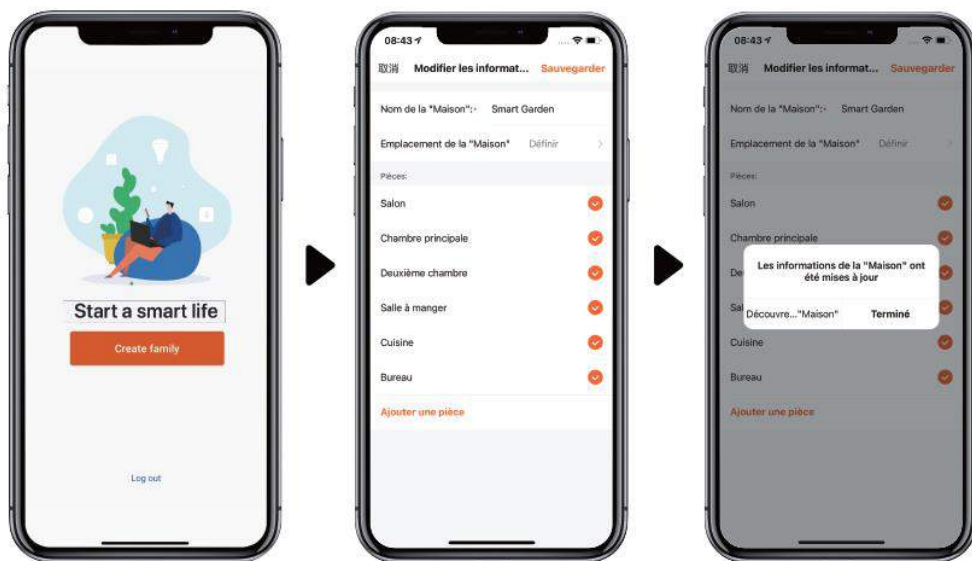 Start a smart life
Create family
Log out
08:43
取消 Modifier les informat... Sauvegarder
Nom de la "Maison":· Smart Garden
Emplacement de la "Maison" Définir
Pièces:
Salon
Chambre principale
Deuxième chambre
Salle à manger
Cuisine
Bureau
Ajouter une pièce
08:43
取消 Modifier les informat... Sauvegarder
Nom de la "Maison":· Smart Garden
Emplacement de la "Maison" Définir
Pièces:
Salon
Chambre principale
De
Les informations de la "Maison" ont
été mises à jour
Sal
Découvre..."Maison" Terminé
Cuisine
Bureau
Ajouter une pièce